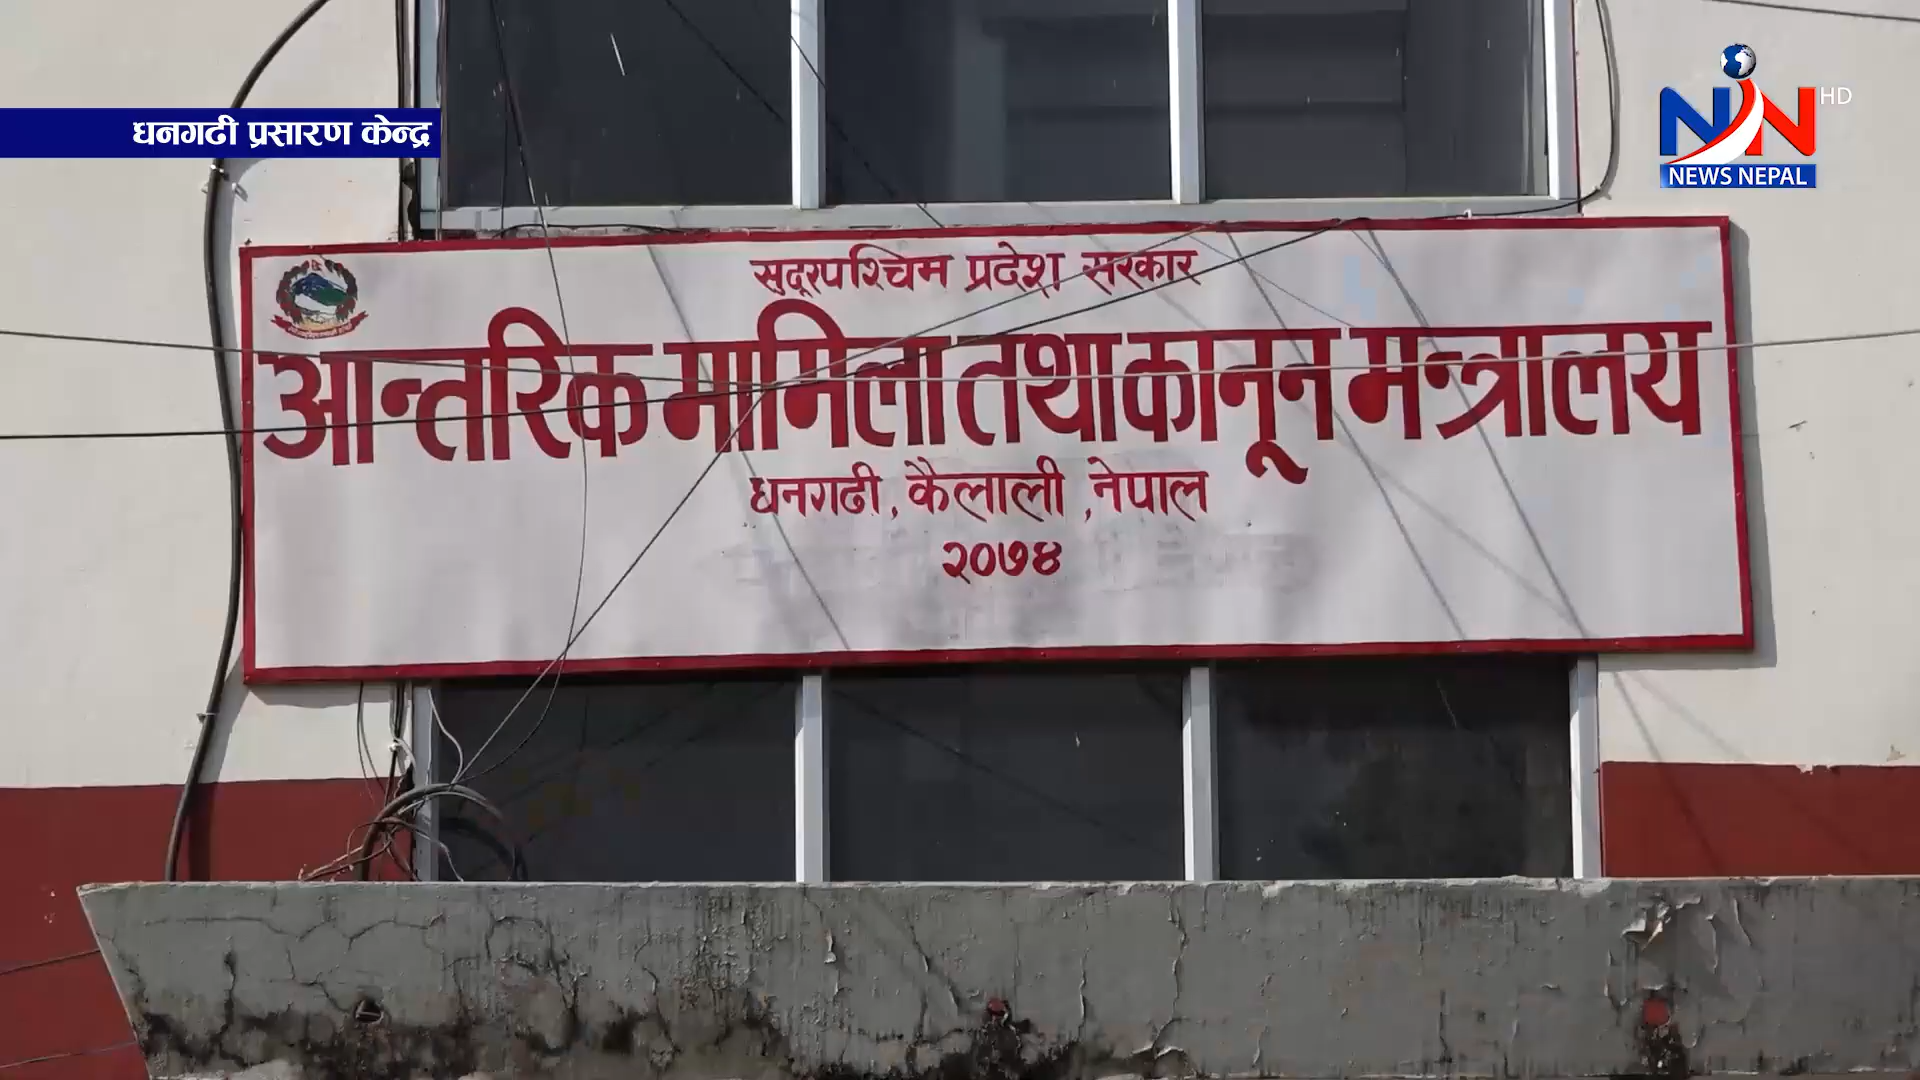 धनगढी प्रसारण केन्द्र
HD
NEWS NEPAL
सुदूरपश्चिम प्रदेश सरकार
आन्तरिक मामिला तथा कानून मन्त्रालय
धनगढी, कैलाली ,नेपाल
२०७४